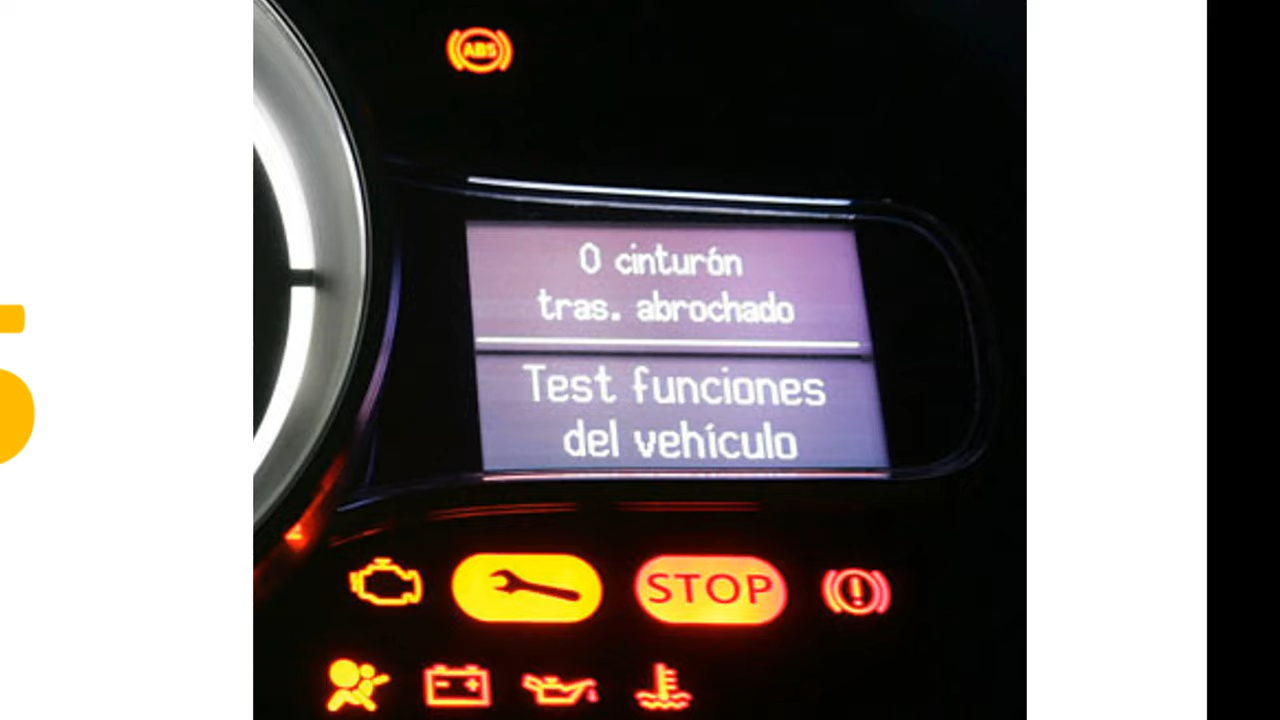 ABS
0 cinturón
tras. abrochado
Test funciones
del vehículo
STOP